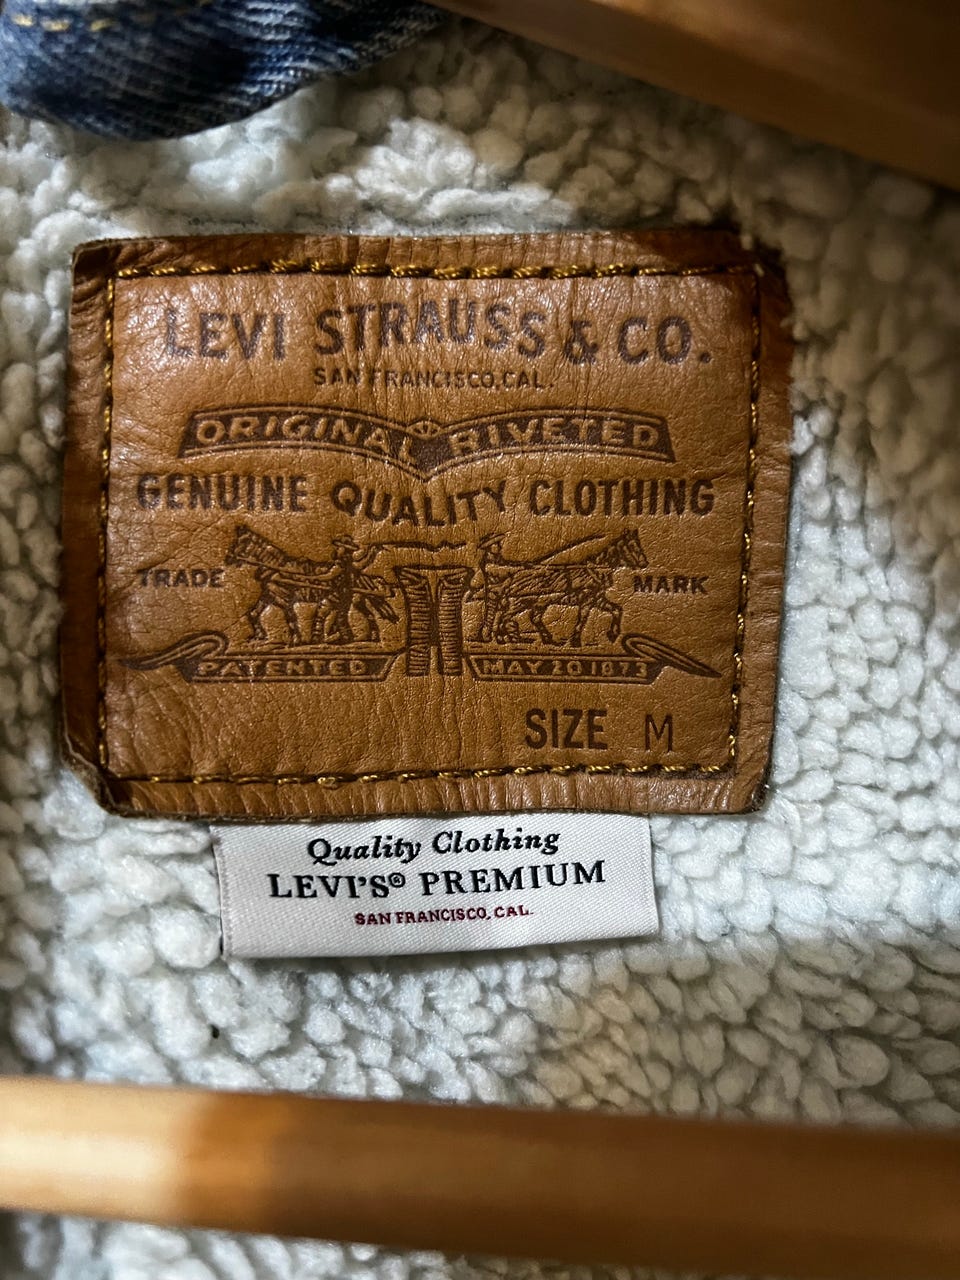 LEVI STRAUSS & CO.
SAN FRANCISCO, CAL.
ORIGINAL RIVETED
GENUINE QUALITY CLOTHING
TRADE MARK
PATENTED MAY 20 1873
SIZE M
Quality Clothing
LEVI'S® PREMIUM
SAN FRANCISCO, CAL.